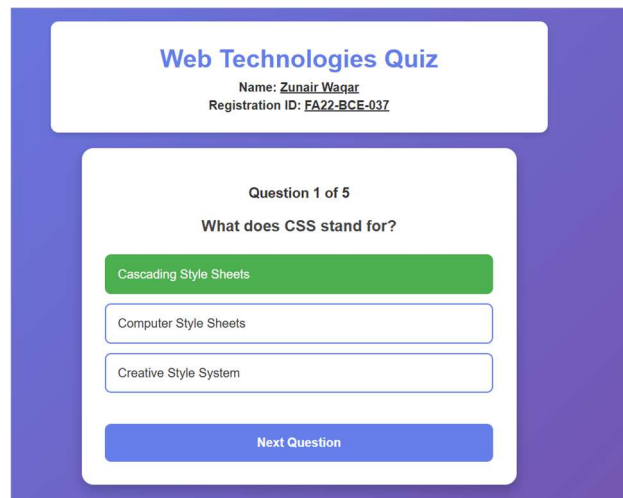 Web Technologies Quiz
Name: Zunair Waqar
Registration ID: FA22-BCE-037
Question 1 of 5
What does CSS stand for?
Cascading Style Sheets
Computer Style Sheets
Creative Style System
Next Question